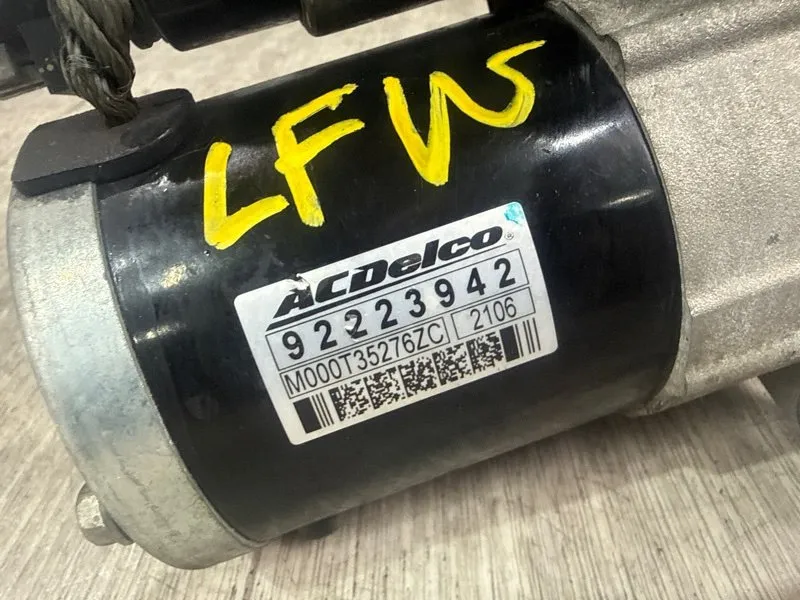 LFW
ACDelco®
92223942
M000T35276ZC 2106